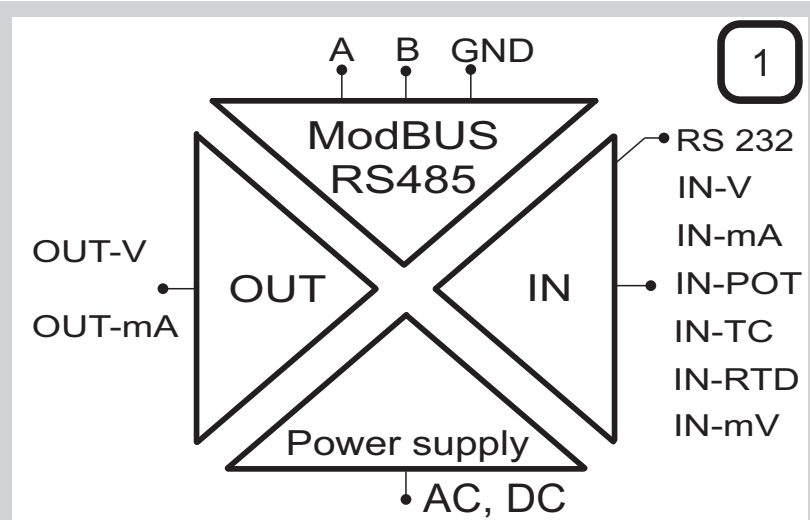 A B GND
1
ModBUS
RS485
RS 232
IN-V
IN-mA
IN-POT
IN-TC
IN-RTD
IN-mV
OUT-V
OUT-mA
OUT
IN
Power supply
AC, DC